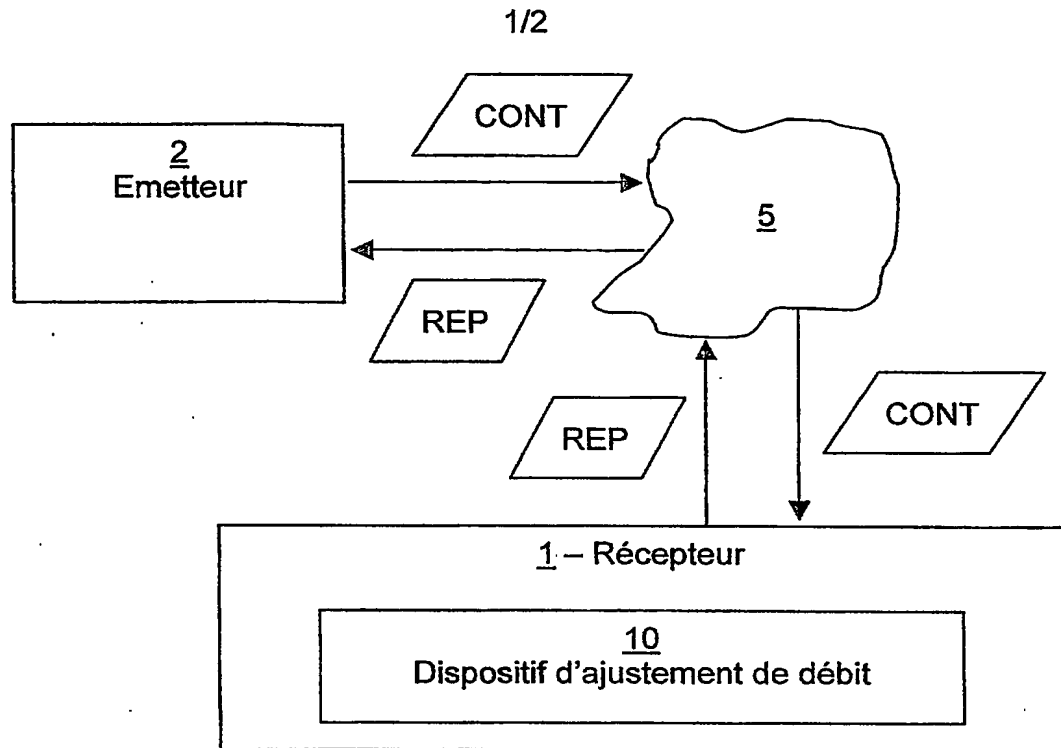 1/2
CONT
2
Emetteur
5
REP
CONT
REP
1 – Récepteur
10
Dispositif d'ajustement de débit